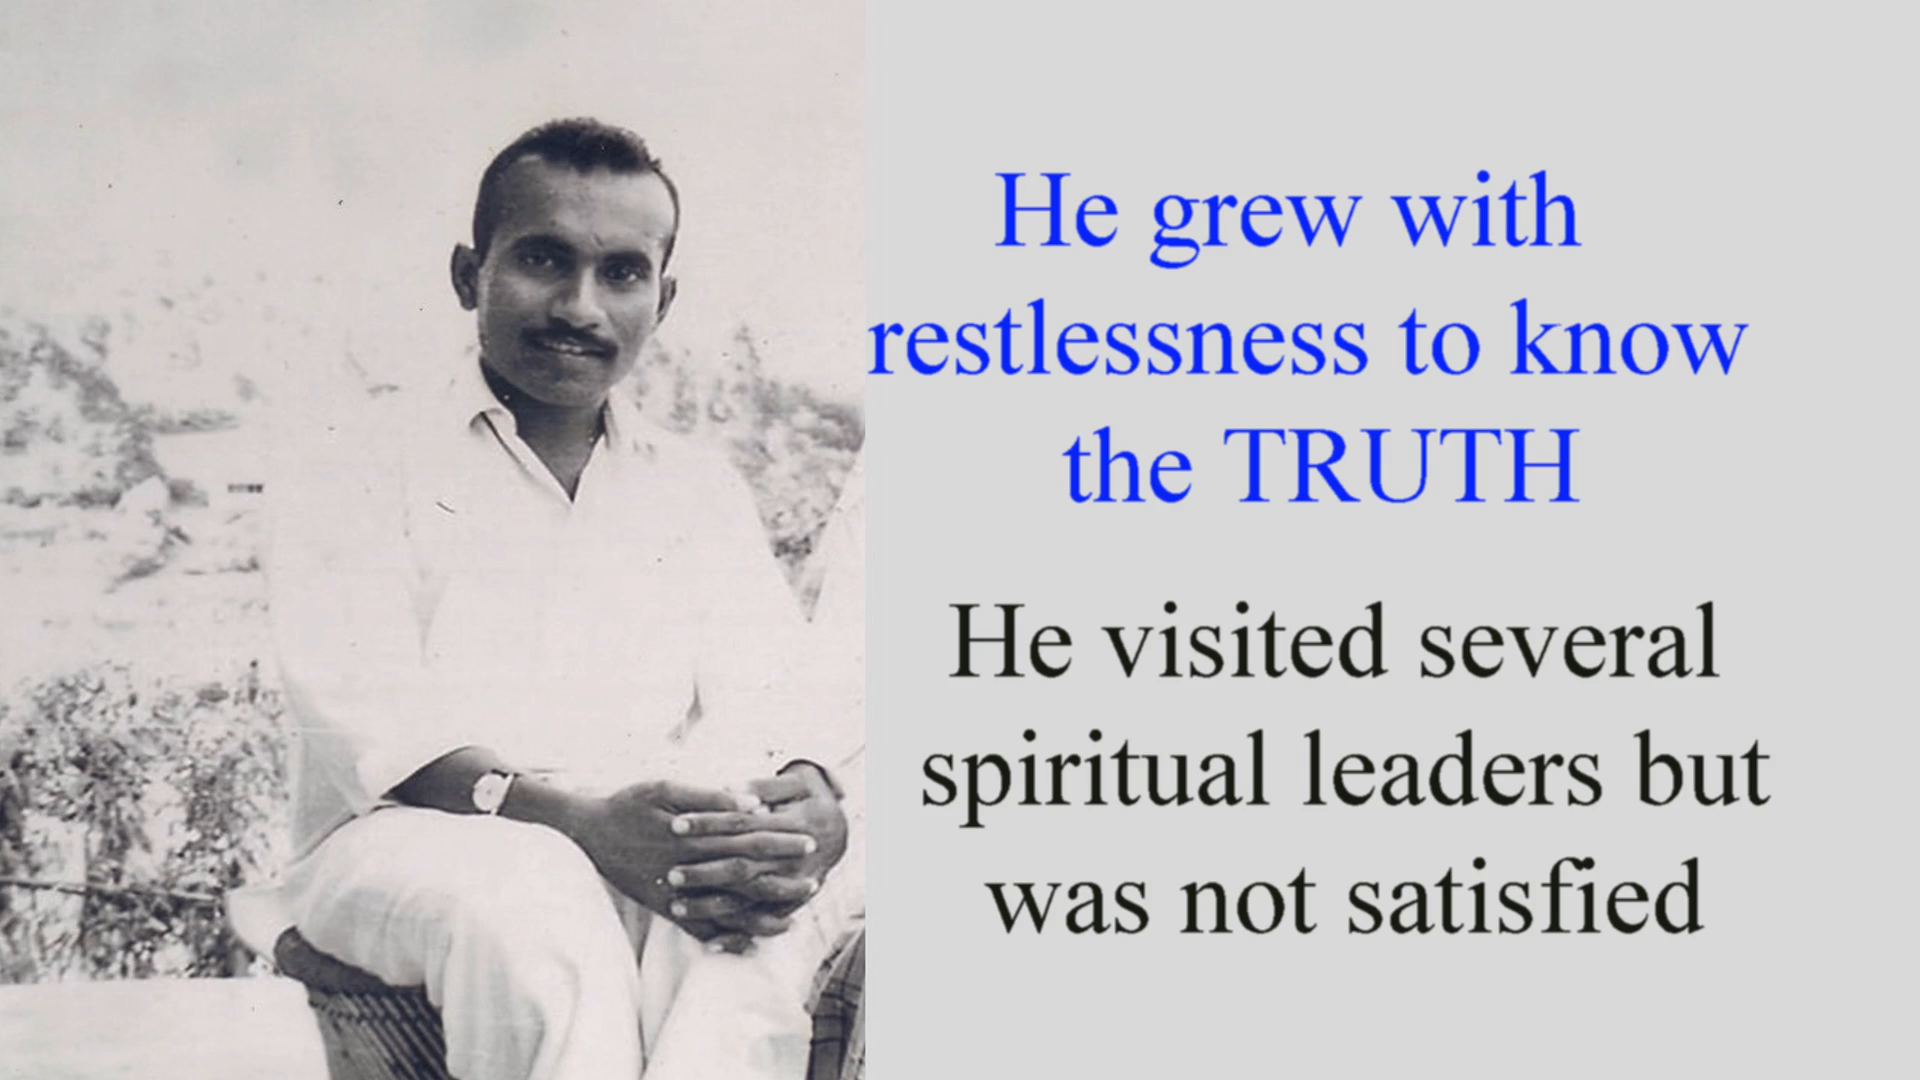 He grew with
restlessness to know
the TRUTH
He visited several
spiritual leaders but
was not satisfied